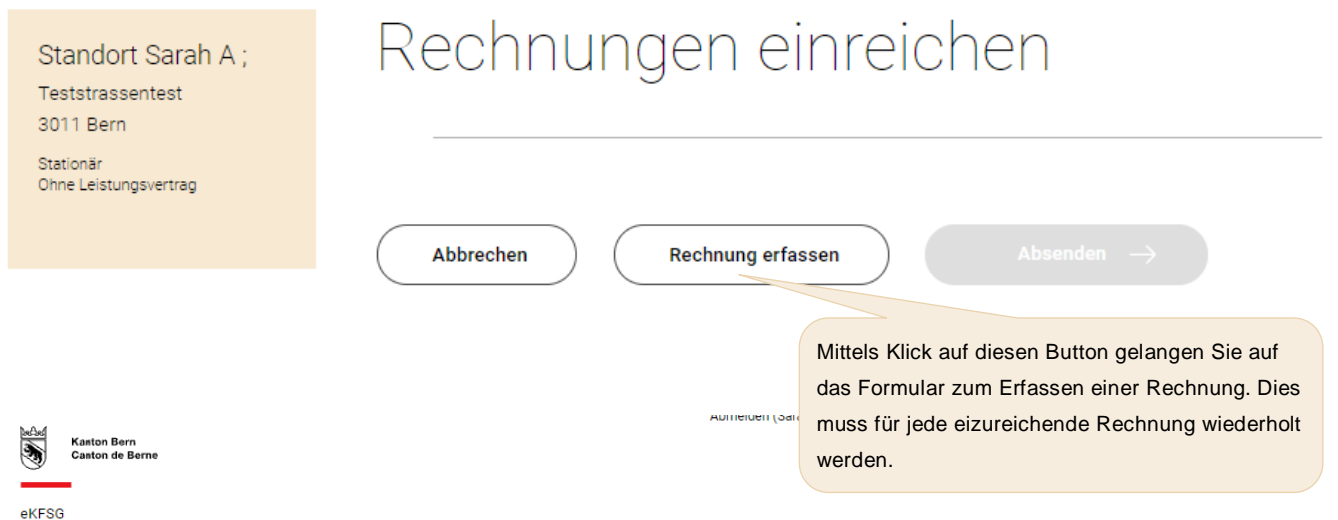 Standort Sarah A ;
Teststrassentest
3011 Bern
Stationär
Ohne Leistungsvertrag
Rechnungen einreichen
Abbrechen
Rechnung erfassen
Absenden →
Mittels Klick auf diesen Button gelangen Sie auf
das Formular zum Erfassen einer Rechnung. Dies
muss für jede eizureichende Rechnung wiederholt
werden.
Abmelden
Kanton Bern
Canton de Berne
eKFSG